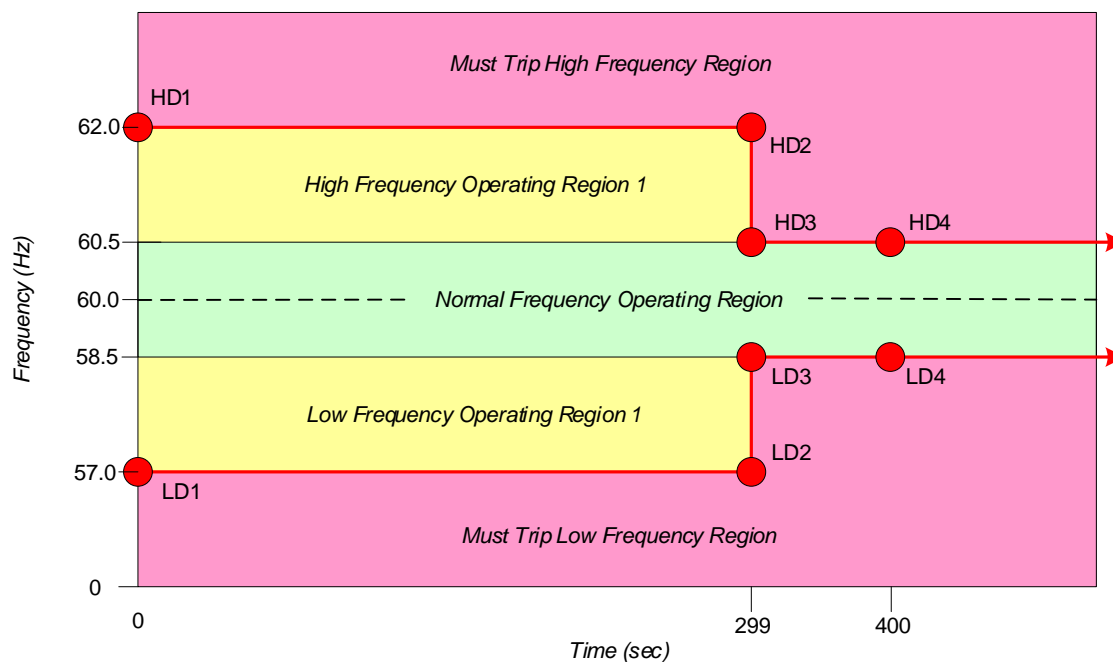 Must Trip High Frequency Region
HD1
62.0
HD2
High Frequency Operating Region 1
HD3
HD4
60.5
Frequency (Hz)
60.0
Normal Frequency Operating Region
58.5
LD3
LD4
Low Frequency Operating Region 1
57.0
LD2
LD1
Must Trip Low Frequency Region
0
0
299
400
Time (sec)